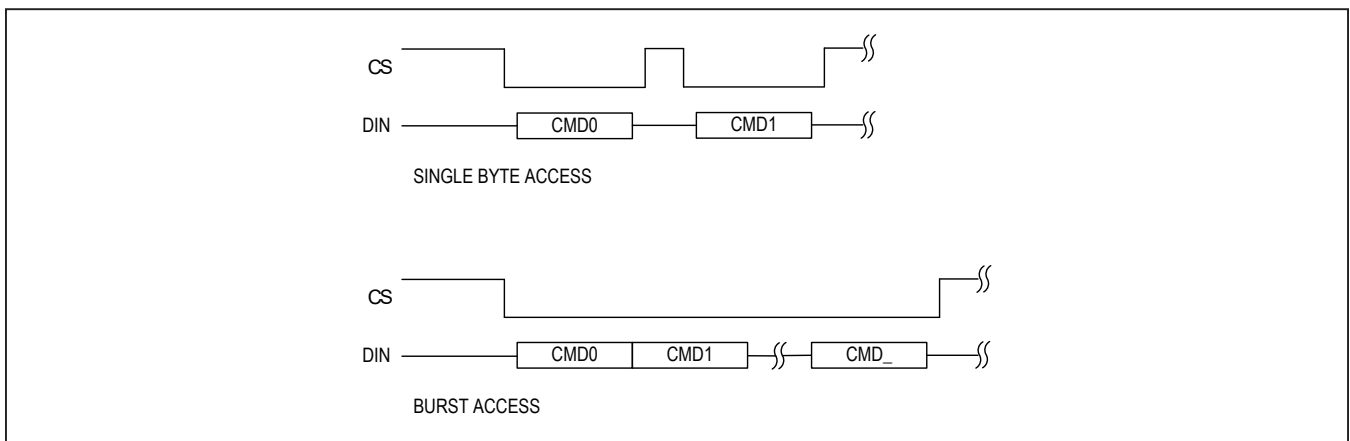 CS
DIN CMD0 CMD1
SINGLE BYTE ACCESS
CS
DIN CMD0 CMD1 CMD_
BURST ACCESS